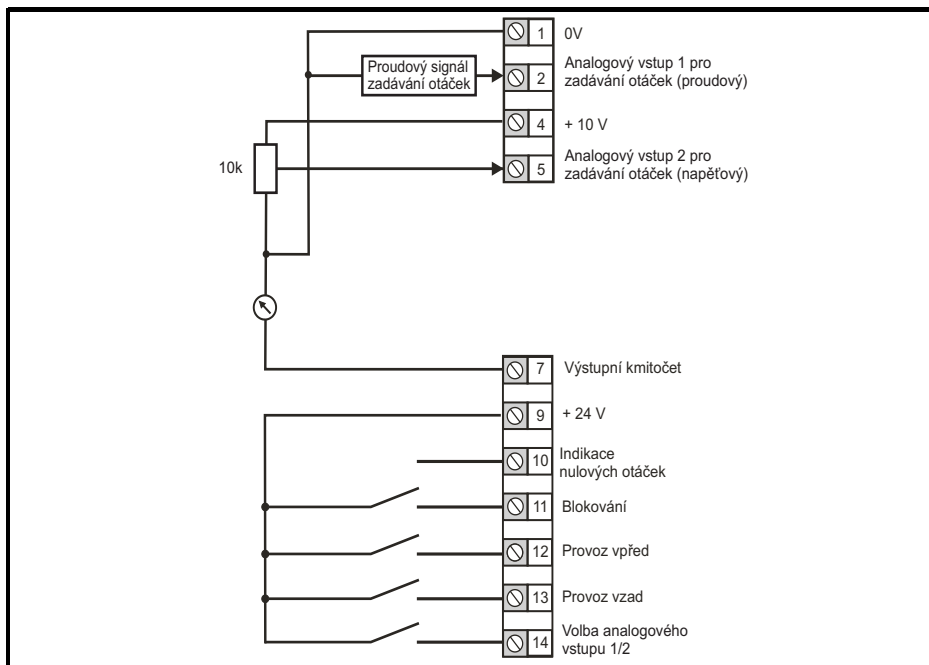 1 0V
Proudový signál
zadávání otáček
2 Analogový vstup 1 pro
zadávání otáček (proudový)
4 + 10 V
10k
5 Analogový vstup 2 pro
zadávání otáček (napěťový)
7 Výstupní kmitočet
9 + 24 V
10 Indikace
nulových otáček
11 Blokování
12 Provoz vpřed
13 Provoz vzad
14 Volba analogového
vstupu 1/2